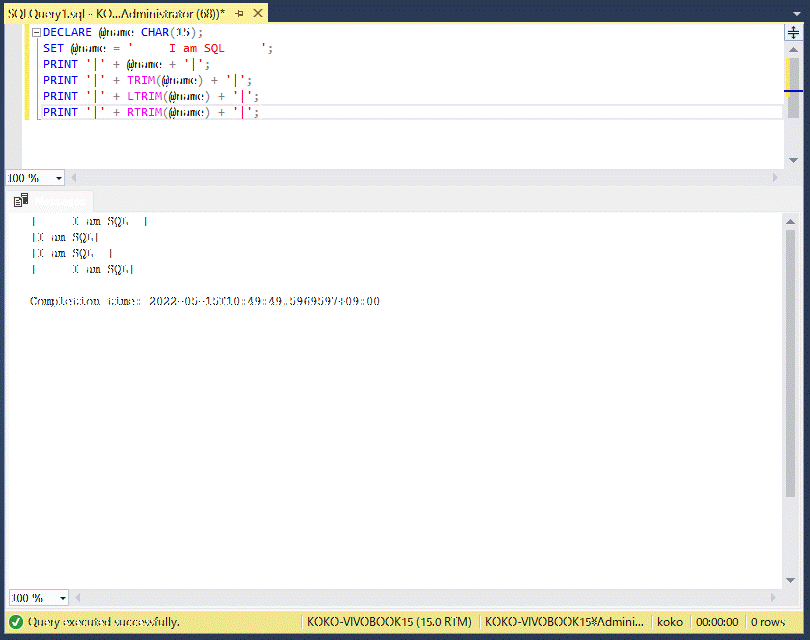 SQLQuery1.sql - KO...Administrator (68))*
DECLARE @name CHAR(15);
SET @name = '     I am SQL     ';
PRINT '|' + @name + '|';
PRINT '|' + TRIM(@name) + '|';
PRINT '|' + LTRIM(@name) + '|';
PRINT '|' + RTRIM(@name) + '|';
100 %
Messages
|     I am SQL  |
|I am SQL|
|I am SQL  |
|     I am SQL|
Completion time: 2022-05-15T10:49:49.5969597+09:00
100 %
Query executed successfully.
KOKO-VIVOBOOK15 (15.0 RTM)
KOKO-VIVOBOOK15¥Admini...
koko
00:00:00
0 rows